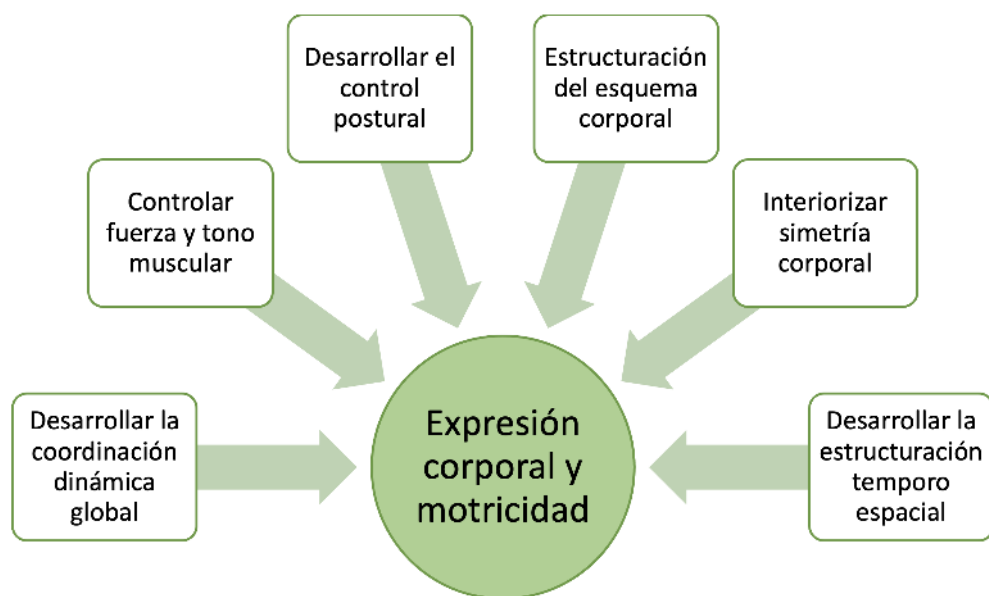 Desarrollar el
control
postural
Estructuración
del esquema
corporal
Controlar
fuerza y tono
muscular
Interiorizar
simetría
corporal
Desarrollar la
coordinación
dinámica
global
Expresión
corporal y
motricidad
Desarrollar la
estructuración
temporo
espacial